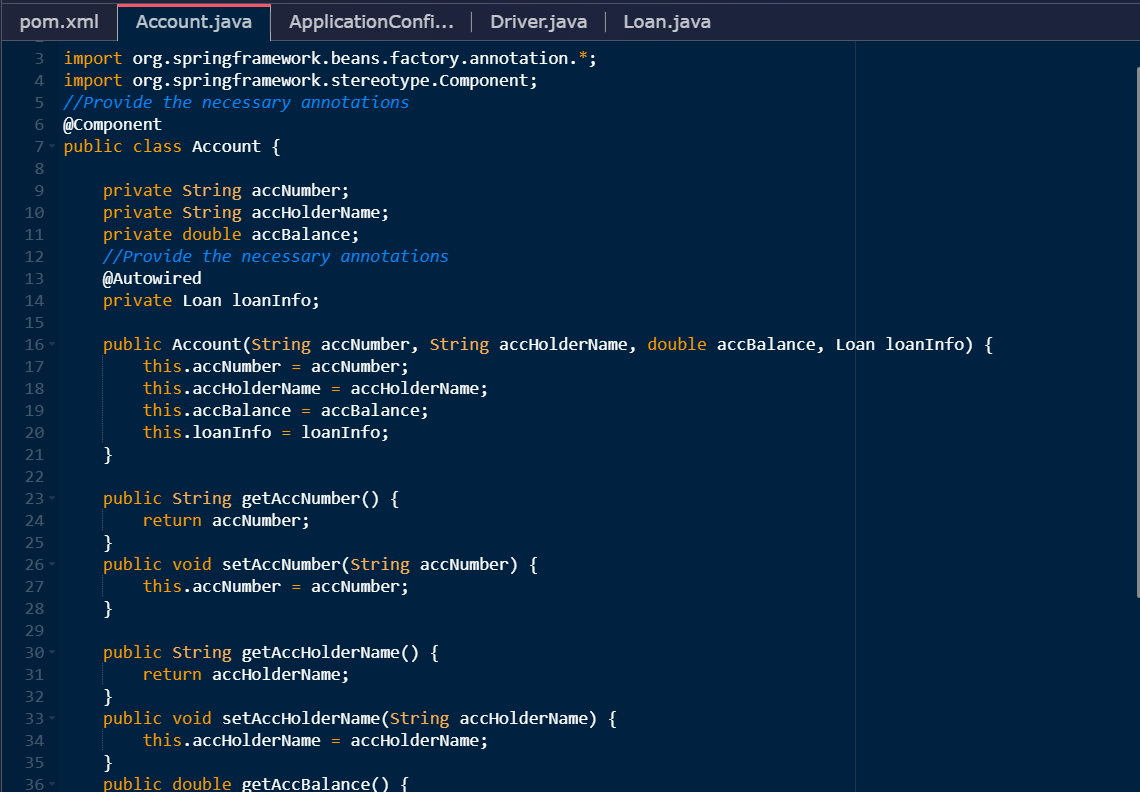 pom.xml Account.java ApplicationConfi... Driver.java Loan.java
3 import org.springframework.beans.factory.annotation.*;
4 import org.springframework.stereotype.Component;
5 //Provide the necessary annotations
6 @Component
7 public class Account {
8
9 private String accNumber;
10 private String accHolderName;
11 private double accBalance;
12 //Provide the necessary annotations
13 @Autowired
14 private Loan loanInfo;
15
16 public Account(String accNumber, String accHolderName, double accBalance, Loan loanInfo) {
17 this.accNumber = accNumber;
18 this.accHolderName = accHolderName;
19 this.accBalance = accBalance;
20 this.loanInfo = loanInfo;
21 }
22
23 public String getAccNumber() {
24 return accNumber;
25 }
26 public void setAccNumber(String accNumber) {
27 this.accNumber = accNumber;
28 }
29
30 public String getAccHolderName() {
31 return accHolderName;
32 }
33 public void setAccHolderName(String accHolderName) {
34 this.accHolderName = accHolderName;
35 }
36 public double getAccBalance() {